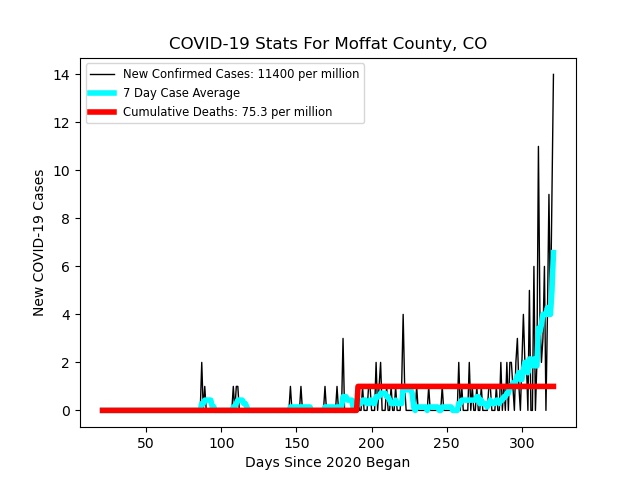 COVID-19 Stats For Moffat County, CO
New Confirmed Cases: 11400 per million
7 Day Case Average
Cumulative Deaths: 75.3 per million
14
12
10
8
6
4
2
0
New COVID-19 Cases
50 100 150 200 250 300
Days Since 2020 Began